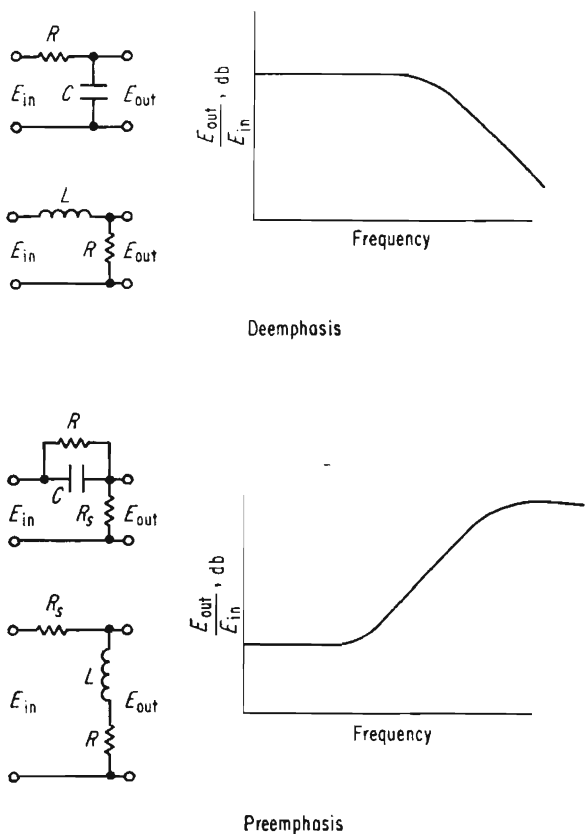 R
E_in C E_out
L
E_in R E_out
E_out/E_in, db
Frequency
Deemphasis
R
C
E_in R_s E_out
R_s
L
E_in E_out
R
E_out/E_in, db
Frequency
Preemphasis